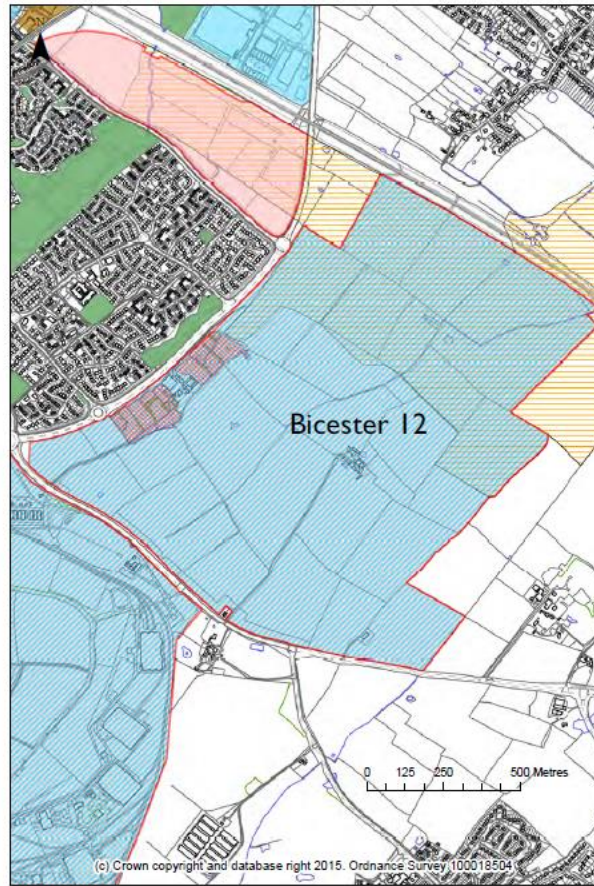 Bicester 12
0 125 250 500 Metres
(c) Crown copyright and database right 2015. Ordnance Survey 100018504